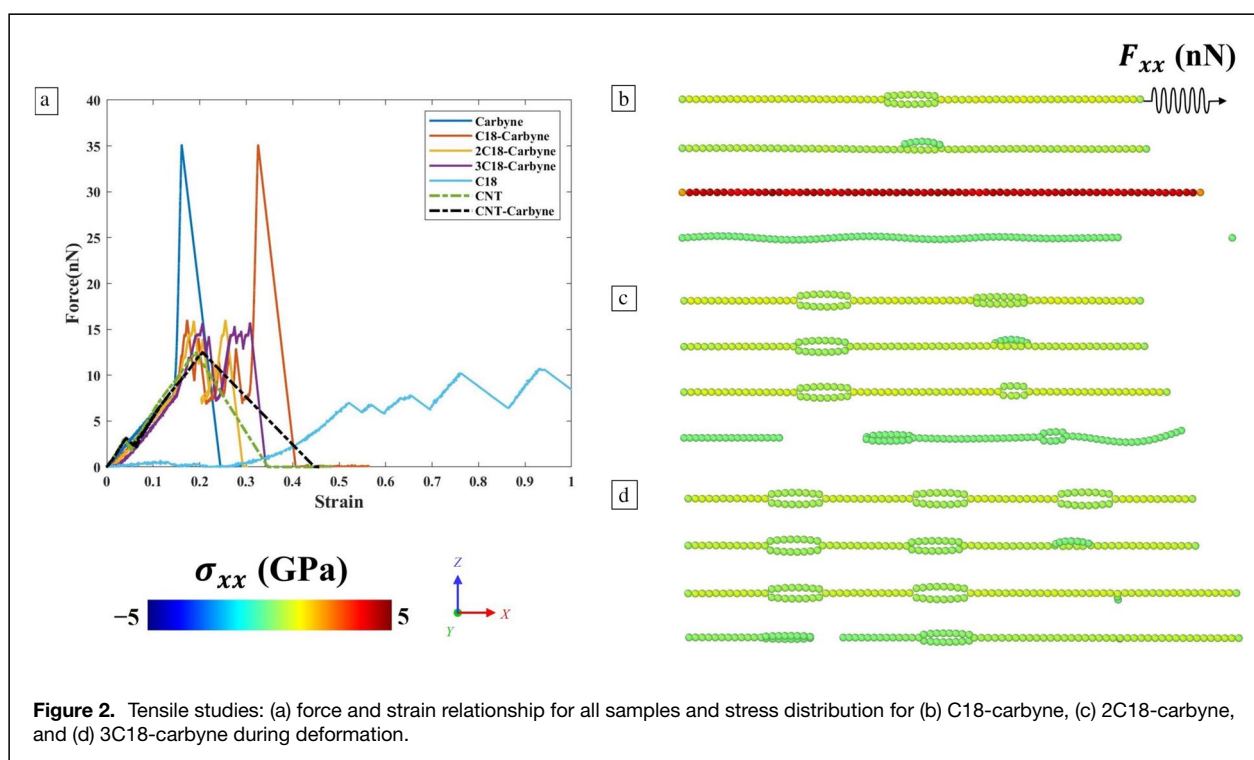 a
40
35
30
25
20
15
10
5
0
Force(nN)
0 0.1 0.2 0.3 0.4 0.5 0.6 0.7 0.8 0.9 1
Strain
Carbyne
C18-Carbyne
2C18-Carbyne
3C18-Carbyne
C18
CNT
CNT-Carbyne
σxx (GPa)
−5 5
Z
X
Y
Fxx (nN)
b
c
d
Figure 2. Tensile studies: (a) force and strain relationship for all samples and stress distribution for (b) C18-carbyne, (c) 2C18-carbyne,
and (d) 3C18-carbyne during deformation.